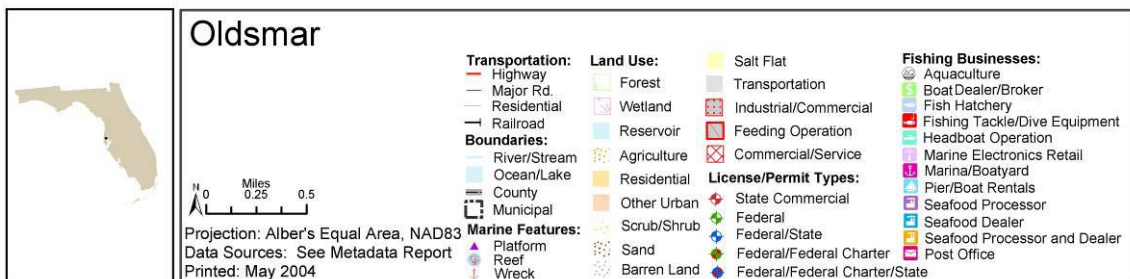 Oldsmar
N
Miles
0 0.25 0.5
Projection: Alber's Equal Area, NAD83
Data Sources: See Metadata Report
Printed: May 2004
Transportation:
Highway
Major Rd.
Residential
Railroad
Boundaries:
River/Stream
Ocean/Lake
County
Municipal
Marine Features:
Platform
Reef
Wreck
Land Use:
Forest
Wetland
Reservoir
Agriculture
Residential
Other Urban
Scrub/Shrub
Sand
Barren Land
Salt Flat
Transportation
Industrial/Commercial
Feeding Operation
Commercial/Service
License/Permit Types:
State Commercial
Federal
Federal/State
Federal/Federal Charter
Federal/Federal Charter/State
Fishing Businesses:
Aquaculture
Boat Dealer/Broker
Fish Hatchery
Fishing Tackle/Dive Equipment
Headboat Operation
Marine Electronics Retail
Marina/Boatyard
Pier/Boat Rentals
Seafood Processor
Seafood Dealer
Seafood Processor and Dealer
Post Office